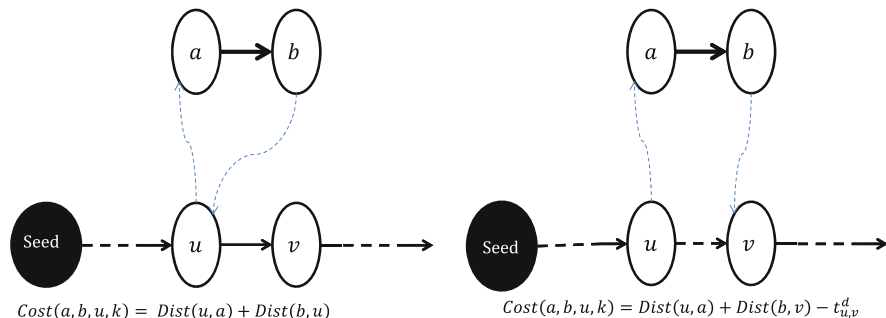 a b
a b
Seed u v
Seed u v
Cost(a, b, u, k) = Dist(u, a) + Dist(b, u)
Cost(a, b, u, k) = Dist(u, a) + Dist(b, v) − t^d_{u,v}